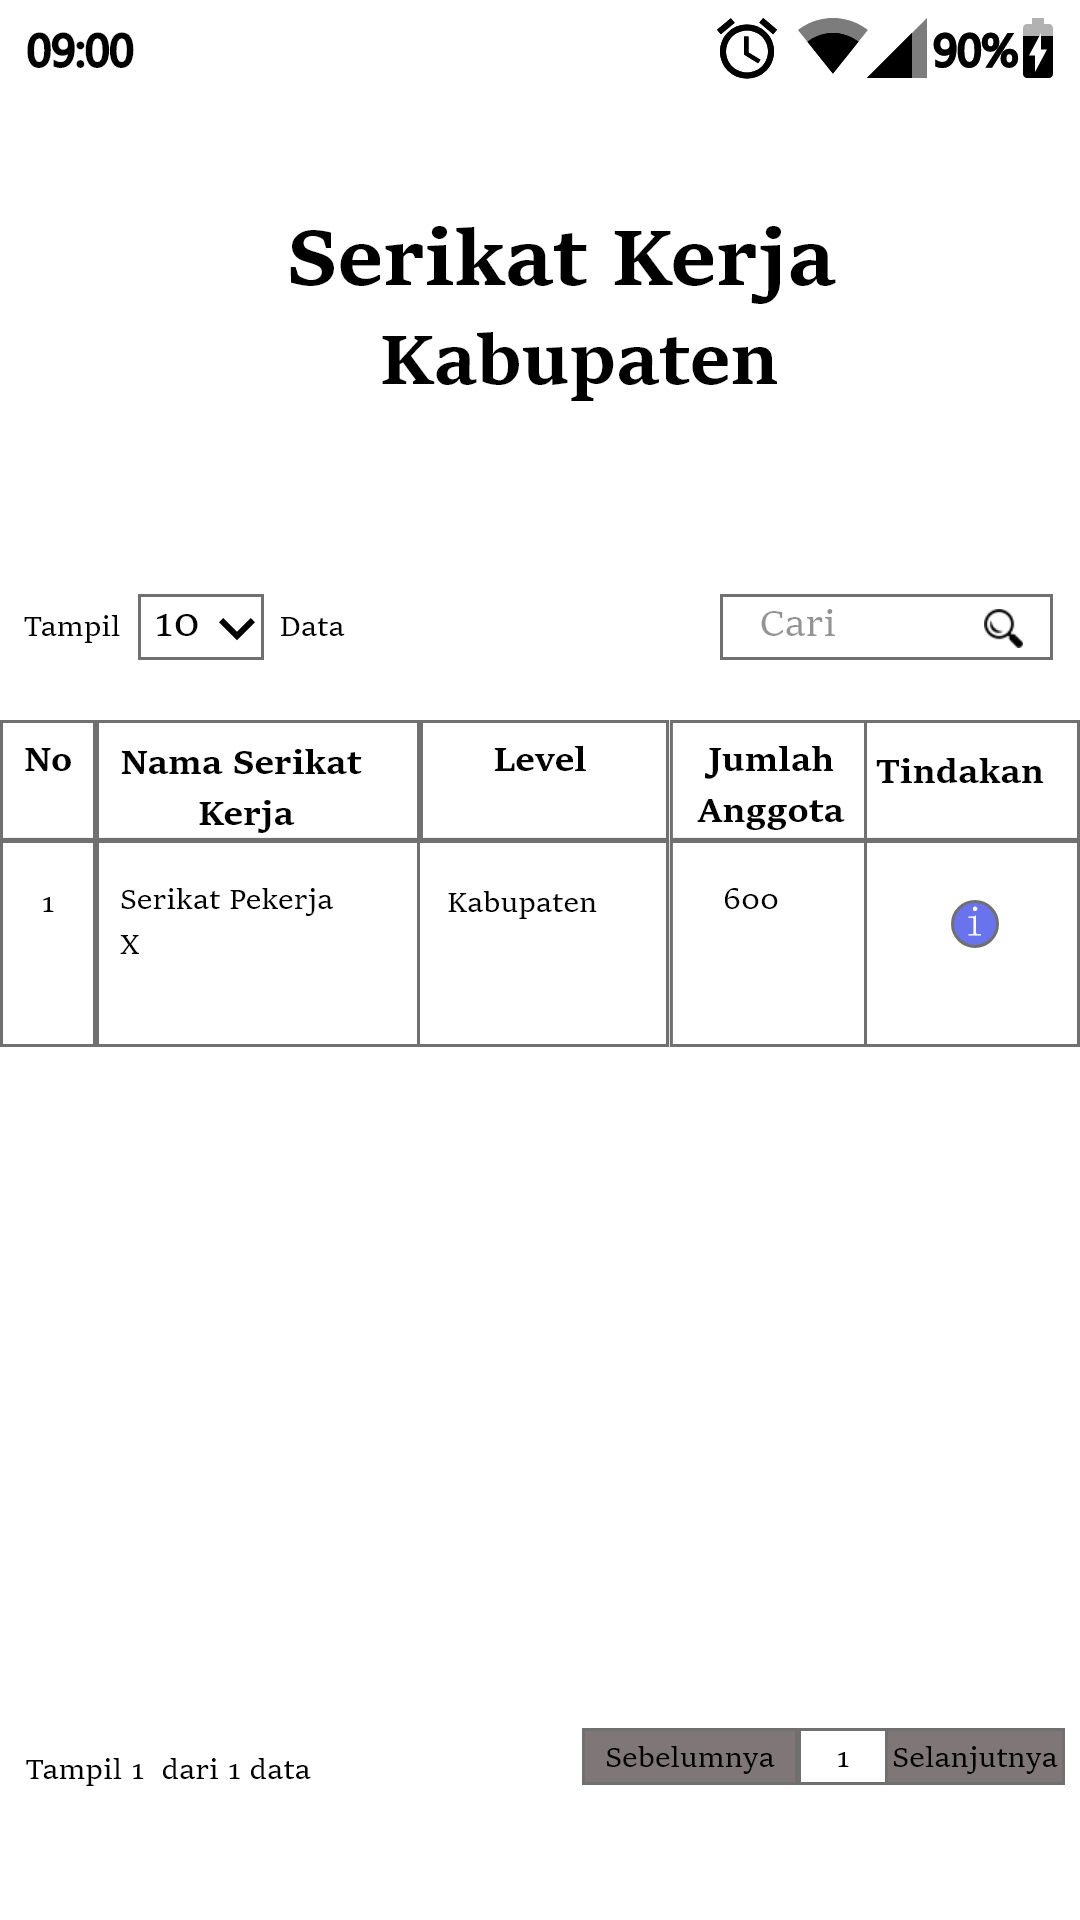 09:00 90%
Serikat Kerja
Kabupaten
Tampil 10 Data Cari
No Nama Serikat Kerja Level Jumlah Anggota Tindakan
1 Serikat Pekerja X Kabupaten 600 i
Tampil 1 dari 1 data Sebelumnya 1 Selanjutnya